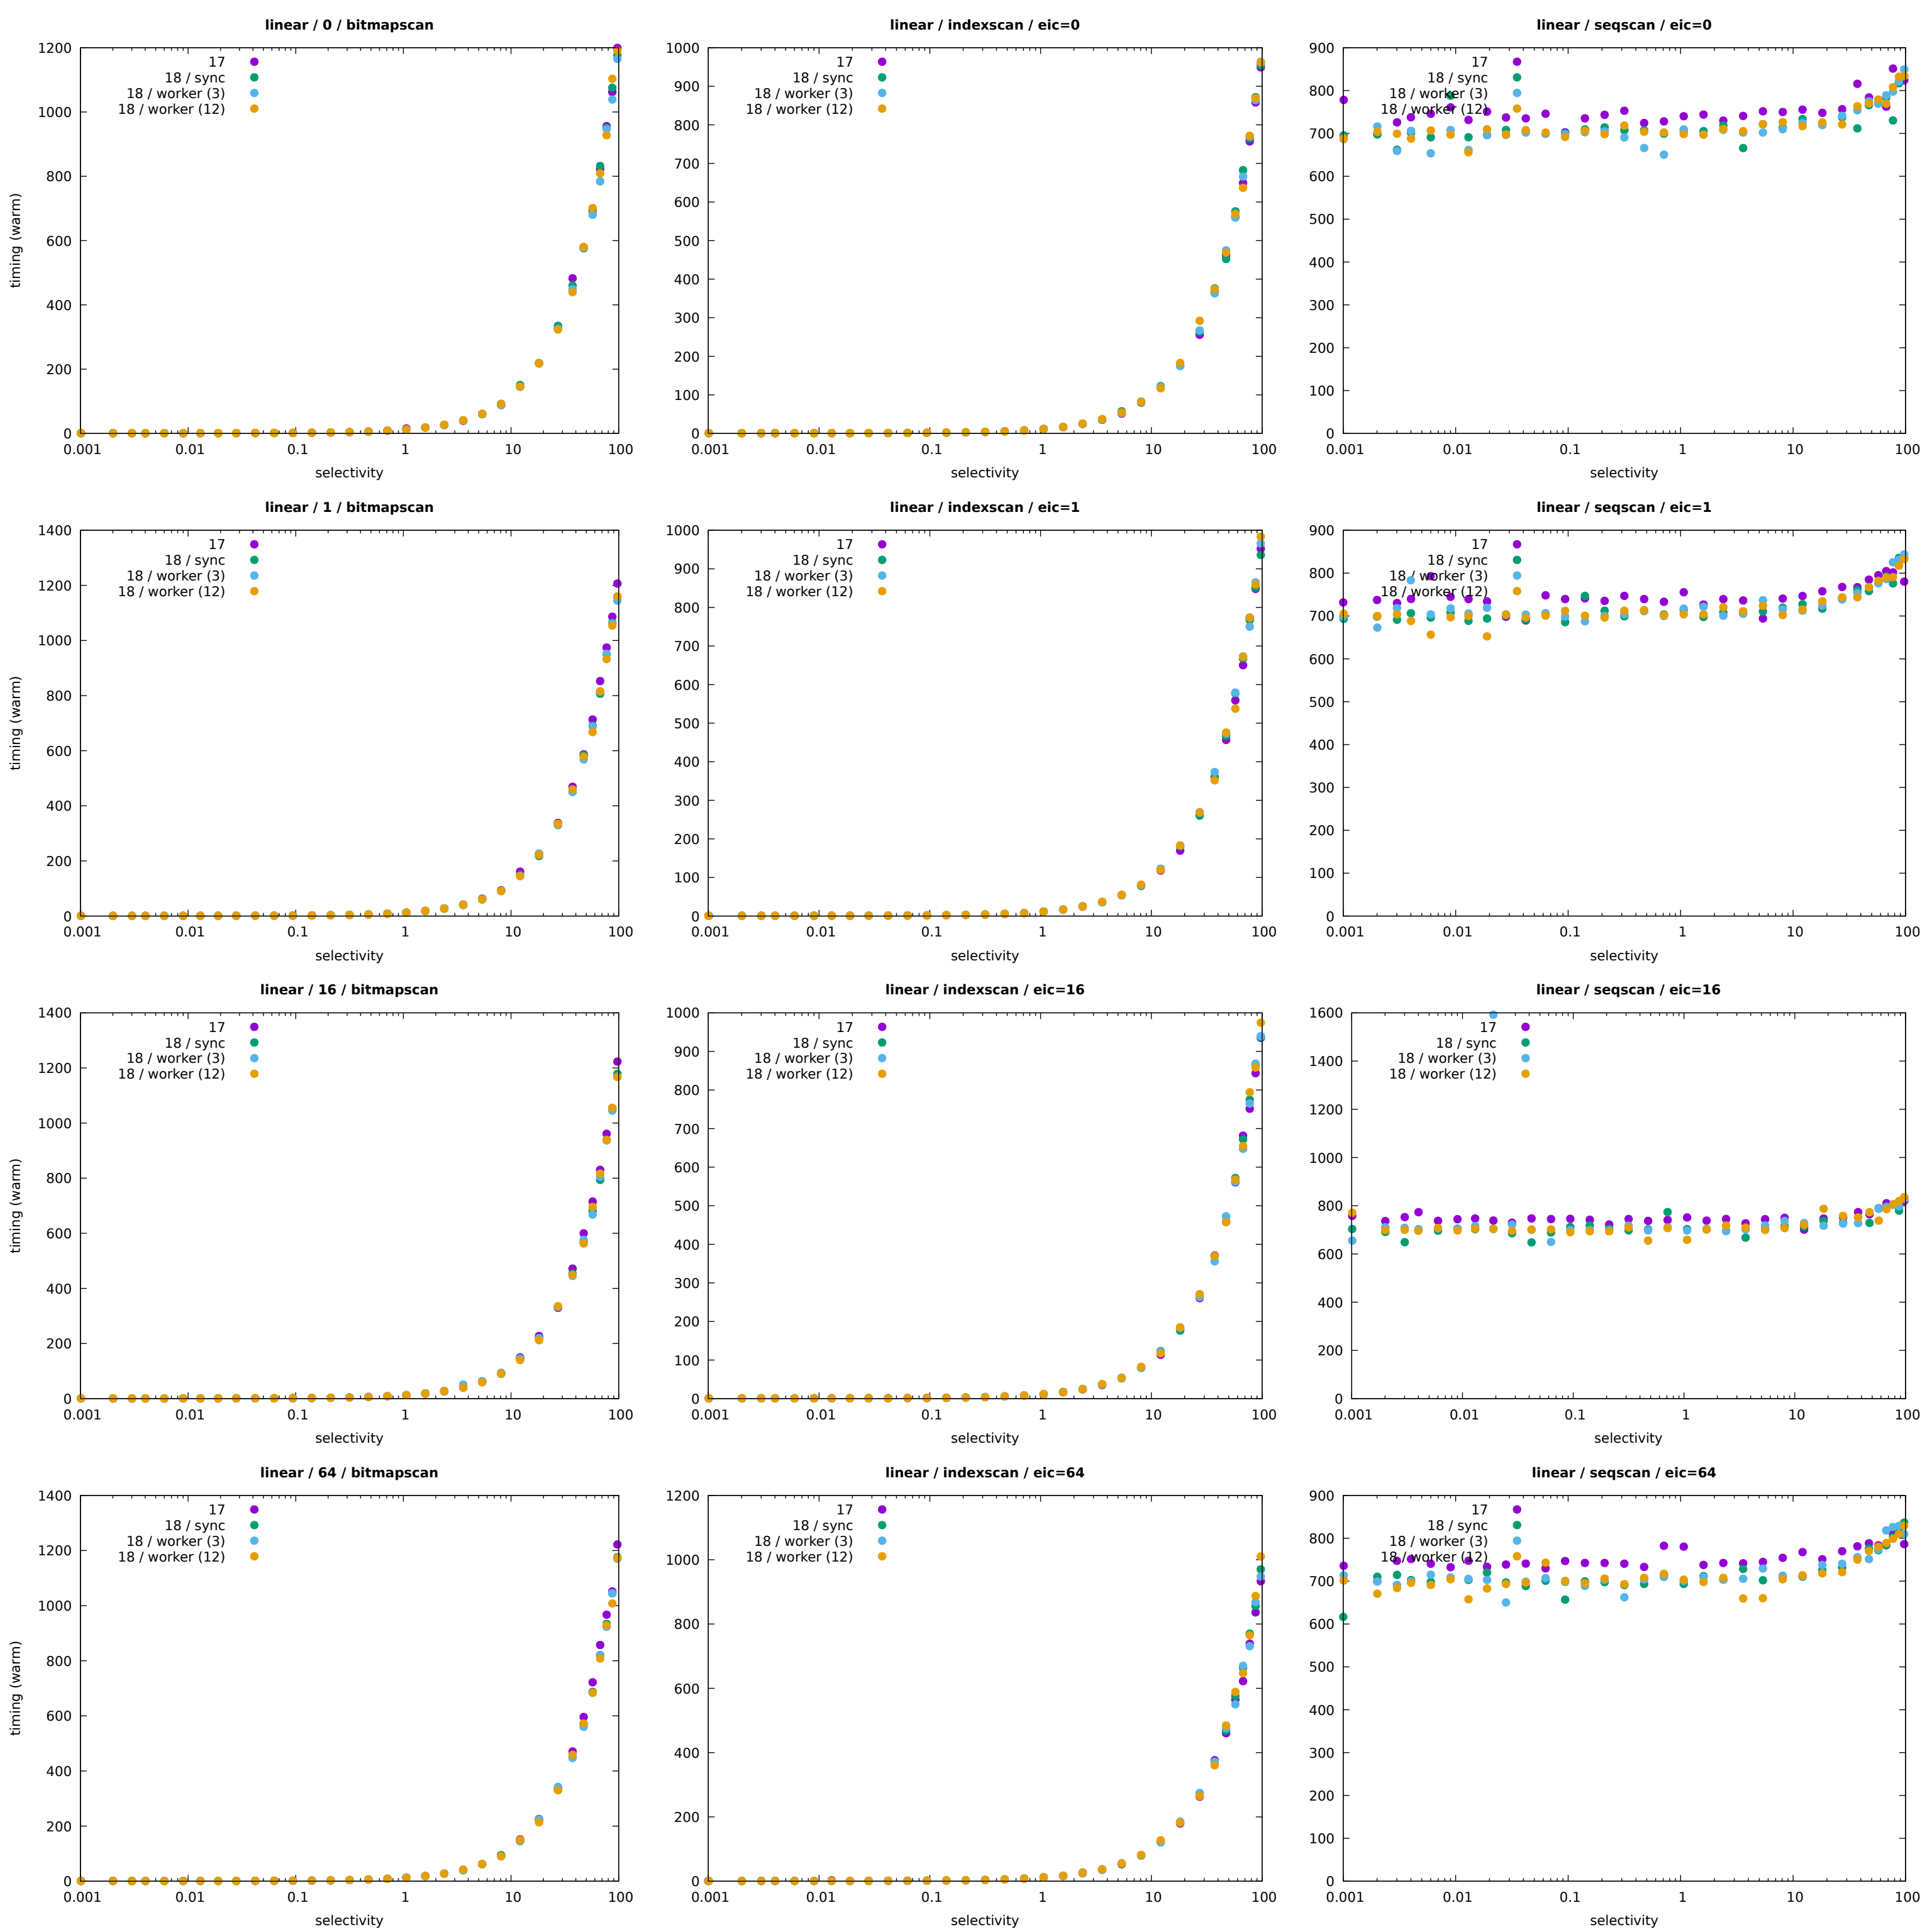 linear / 0 / bitmapscan
1200
1000
800
600
400
200
0
timing (warm)
17
18 / sync
18 / worker (3)
18 / worker (12)
0.001 0.01 0.1 1 10 100
selectivity
linear / indexscan / eic=0
1000
900
800
700
600
500
400
300
200
100
0
17
18 / sync
18 / worker (3)
18 / worker (12)
0.001 0.01 0.1 1 10 100
selectivity
linear / seqscan / eic=0
900
800
700
600
500
400
300
200
100
0
17
18 / sync
18 / worker (3)
18 / worker (12)
0.001 0.01 0.1 1 10 100
selectivity
linear / 1 / bitmapscan
1400
1200
1000
800
600
400
200
0
timing (warm)
17
18 / sync
18 / worker (3)
18 / worker (12)
0.001 0.01 0.1 1 10 100
selectivity
linear / indexscan / eic=1
1000
900
800
700
600
500
400
300
200
100
0
17
18 / sync
18 / worker (3)
18 / worker (12)
0.001 0.01 0.1 1 10 100
selectivity
linear / seqscan / eic=1
900
800
700
600
500
400
300
200
100
0
17
18 / sync
18 / worker (3)
18 / worker (12)
0.001 0.01 0.1 1 10 100
selectivity
linear / 16 / bitmapscan
1400
1200
1000
800
600
400
200
0
timing (warm)
17
18 / sync
18 / worker (3)
18 / worker (12)
0.001 0.01 0.1 1 10 100
selectivity
linear / indexscan / eic=16
1000
900
800
700
600
500
400
300
200
100
0
17
18 / sync
18 / worker (3)
18 / worker (12)
0.001 0.01 0.1 1 10 100
selectivity
linear / seqscan / eic=16
1600
1400
1200
1000
800
600
400
200
0
17
18 / sync
18 / worker (3)
18 / worker (12)
0.001 0.01 0.1 1 10 100
selectivity
linear / 64 / bitmapscan
1400
1200
1000
800
600
400
200
0
timing (warm)
17
18 / sync
18 / worker (3)
18 / worker (12)
0.001 0.01 0.1 1 10 100
selectivity
linear / indexscan / eic=64
1200
1000
800
600
400
200
0
17
18 / sync
18 / worker (3)
18 / worker (12)
0.001 0.01 0.1 1 10 100
selectivity
linear / seqscan / eic=64
900
800
700
600
500
400
300
200
100
0
17
18 / sync
18 / worker (3)
18 / worker (12)
0.001 0.01 0.1 1 10 100
selectivity